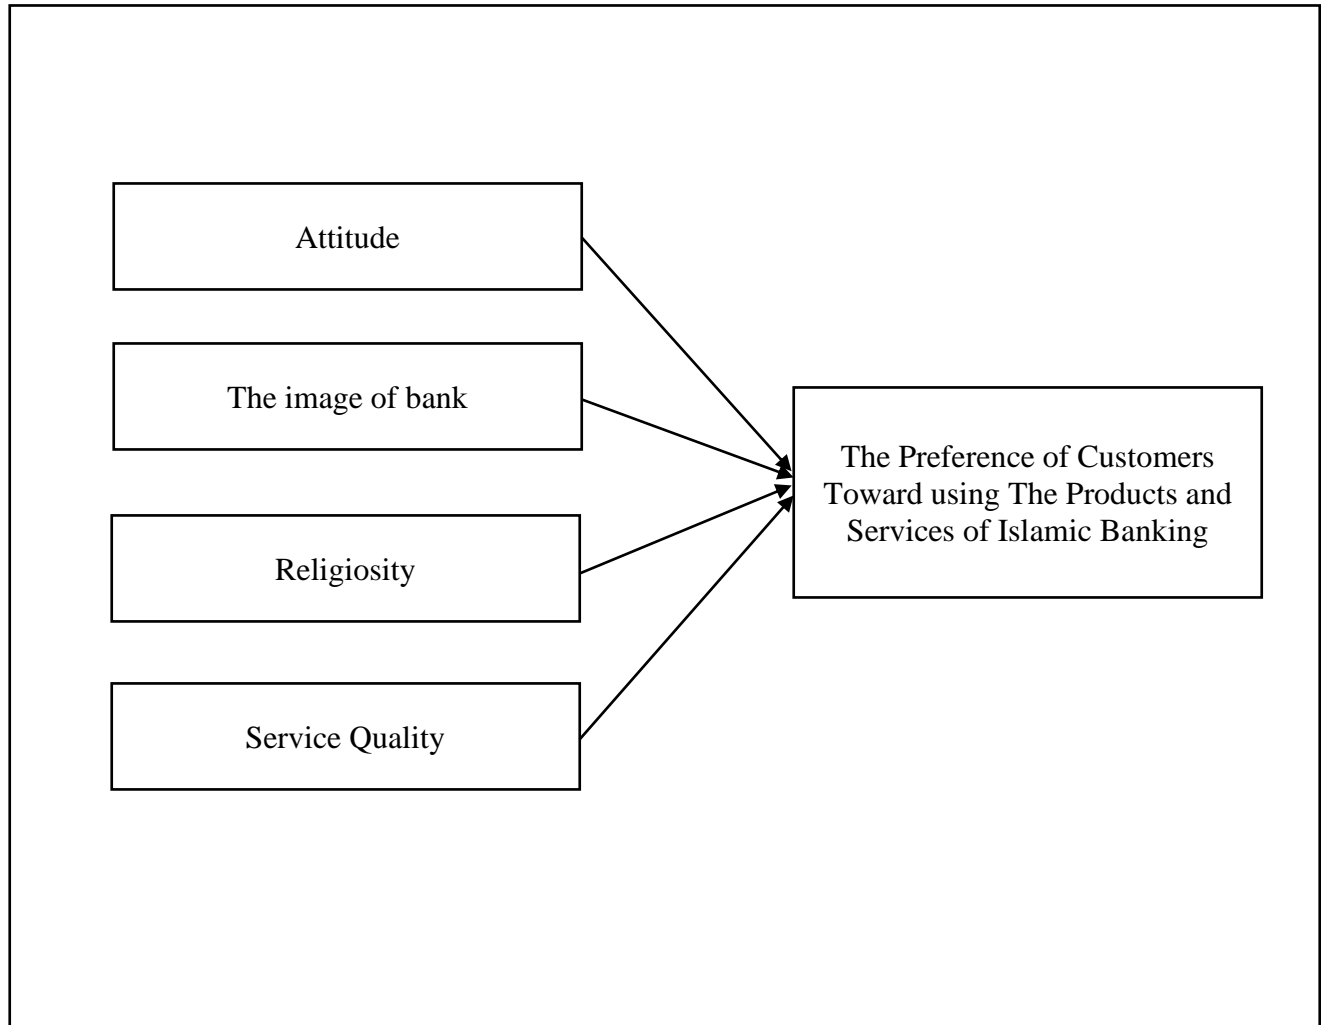 Attitude
The image of bank
Religiosity
Service Quality
The Preference of Customers
Toward using The Products and
Services of Islamic Banking